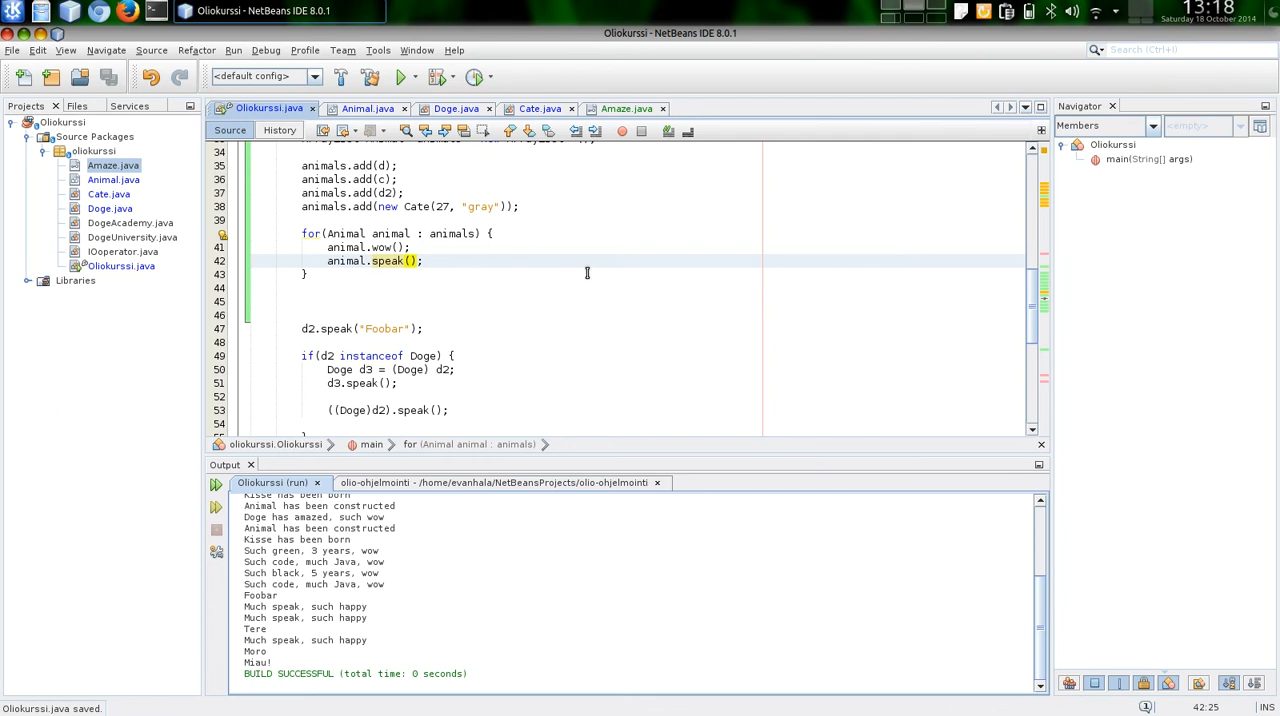 Oliokurssi - NetBeans IDE 8.0.1
13:18
Saturday 18 October 2014
Oliokurssi - NetBeans IDE 8.0.1
File Edit View Navigate Source Refactor Run Debug Profile Team Tools Window Help
Search (Ctrl+I)
<default config>
Projects Files Services
Oliokurssi
Source Packages
oliokurssi
Amaze.java
Animal.java
Cate.java
Doge.java
DogeAcademy.java
DogeUniversity.java
IOoperator.java
Oliokurssi.java
Libraries
Oliokurssi.java Animal.java Doge.java Cate.java Amaze.java
Source History
34
35 animals.add(d);
36 animals.add(c);
37 animals.add(d2);
38 animals.add(new Cate(27, "gray"));
39
for(Animal animal : animals) {
41 animal.wow();
42 animal.speak();
43 }
44
45
46
47 d2.speak("Foobar");
48
49 if(d2 instanceof Doge) {
50 Doge d3 = (Doge) d2;
51 d3.speak();
52
53 ((Doge)d2).speak();
54
oliokurssi.Oliokurssi main for (Animal animal : animals)
Output
Oliokurssi (run) olio-ohjelmointi - /home/evanhala/NetBeansProjects/olio-ohjelmointi
Kisse has been born
Animal has been constructed
Doge has amazed, such wow
Animal has been constructed
Kisse has been born
Such green, 3 years, wow
Such code, much Java, wow
Such black, 5 years, wow
Such code, much Java, wow
Foobar
Much speak, such happy
Much speak, such happy
Tere
Much speak, such happy
Moro
Miau!
BUILD SUCCESSFUL (total time: 0 seconds)
Navigator
Members <empty>
Oliokurssi
main(String[] args)
Oliokurssi.java saved.
1 42:25 INS